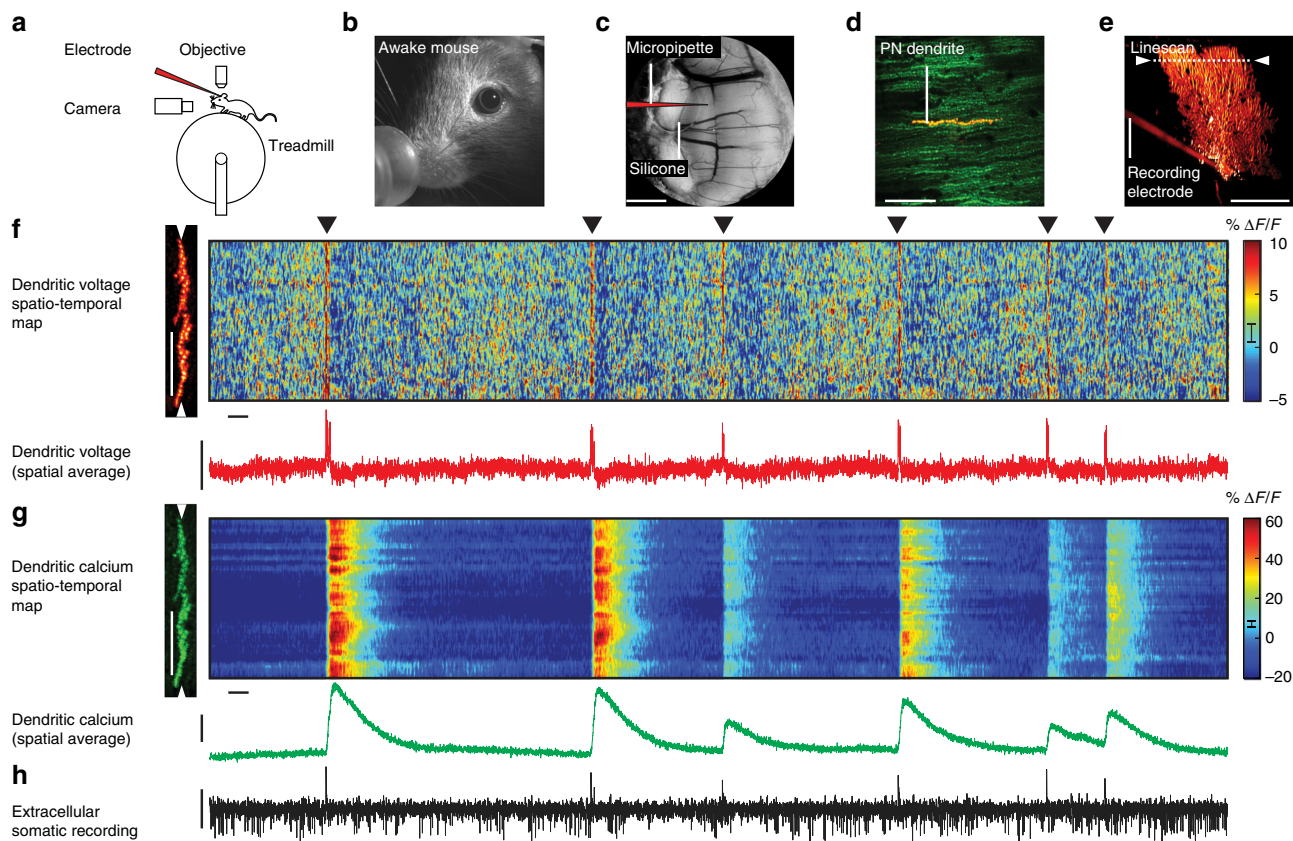 a
Electrode
Objective
Camera
Treadmill
b
Awake mouse
c
Micropipette
Silicone
d
PN dendrite
e
Linescan
Recording
electrode
f
Dendritic voltage
spatio-temporal
map
% ΔF/F
10
5
0
–5
Dendritic voltage
(spatial average)
g
Dendritic calcium
spatio-temporal
map
% ΔF/F
60
40
20
0
–20
Dendritic calcium
(spatial average)
h
Extracellular
somatic recording